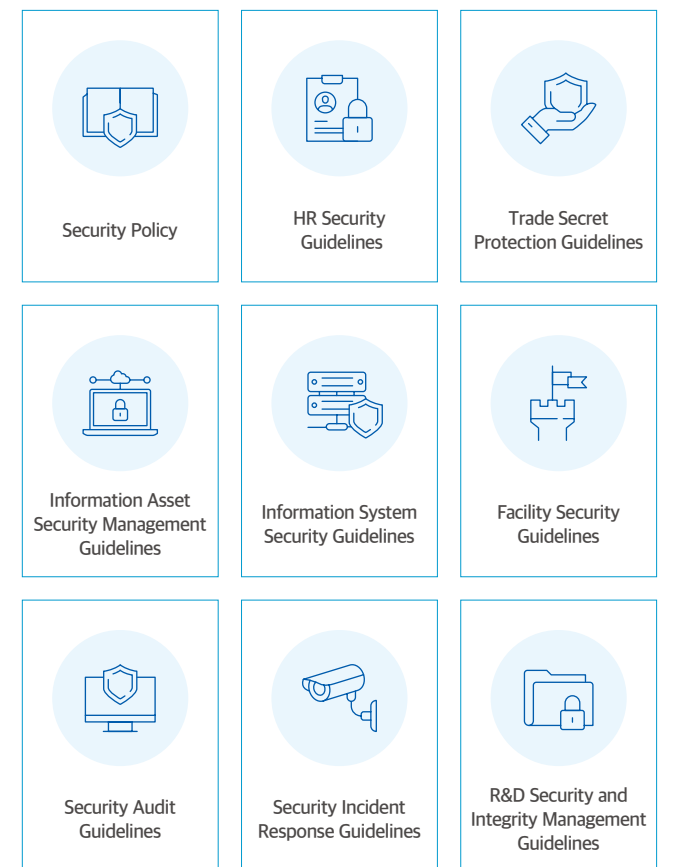 Security Policy
HR Security
Guidelines
Trade Secret
Protection Guidelines
Information Asset
Security Management
Guidelines
Information System
Security Guidelines
Facility Security
Guidelines
Security Audit
Guidelines
Security Incident
Response Guidelines
R&D Security and
Integrity Management
Guidelines